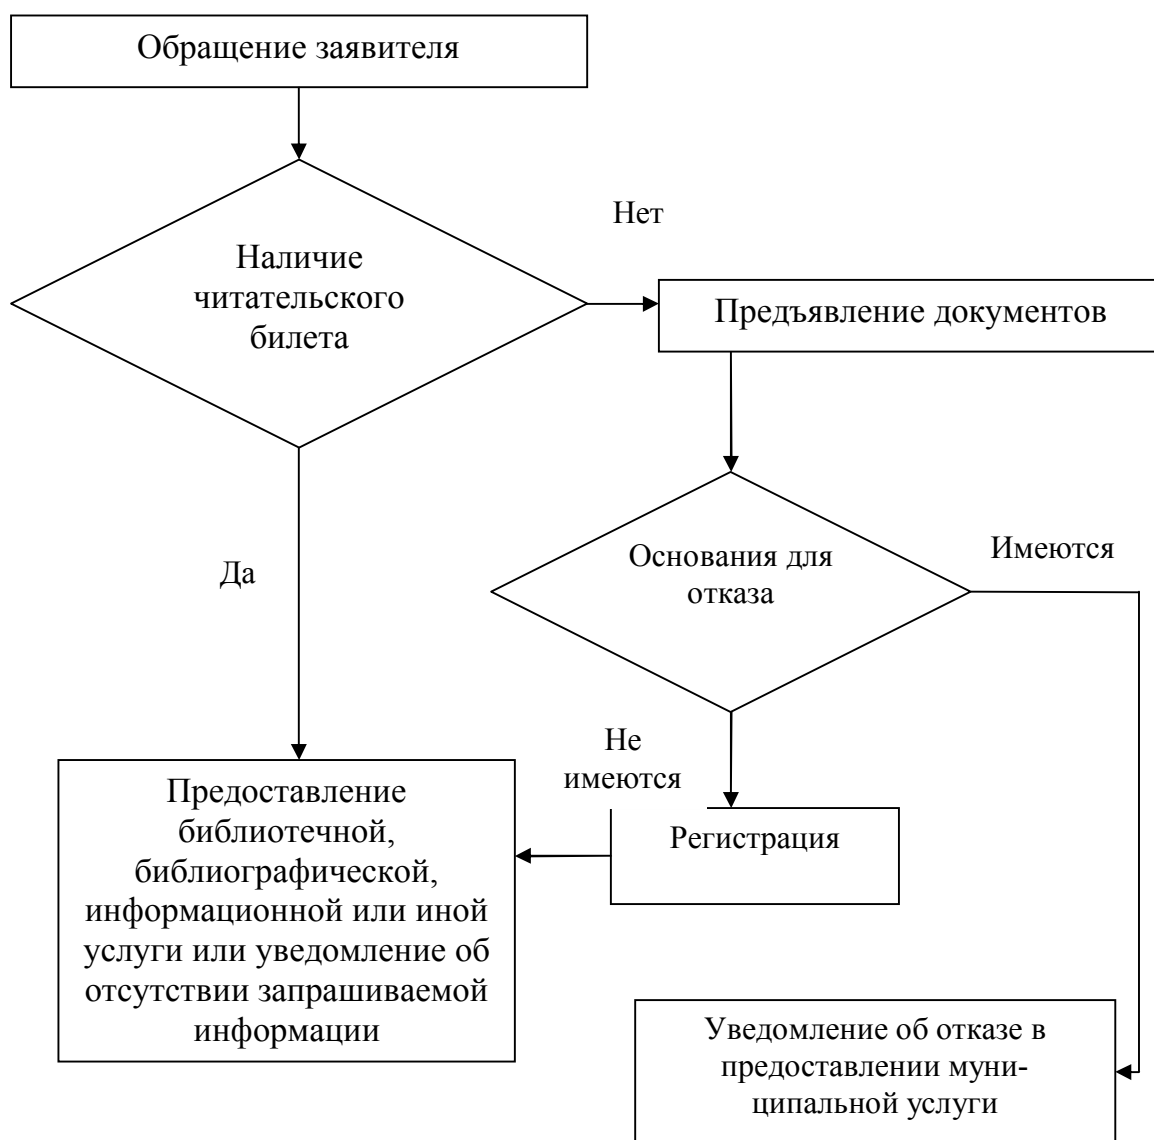 Обращение заявителя
Нет
Наличие
читательского
билета
Предъявление документов
Основания для
отказа
Имеются
Да
Не
имеются
Предоставление
библиотечной,
библиографической,
информационной или иной
услуги или уведомление об
отсутствии запрашиваемой
информации
Регистрация
Уведомление об отказе в
предоставлении муни-
ципальной услуги